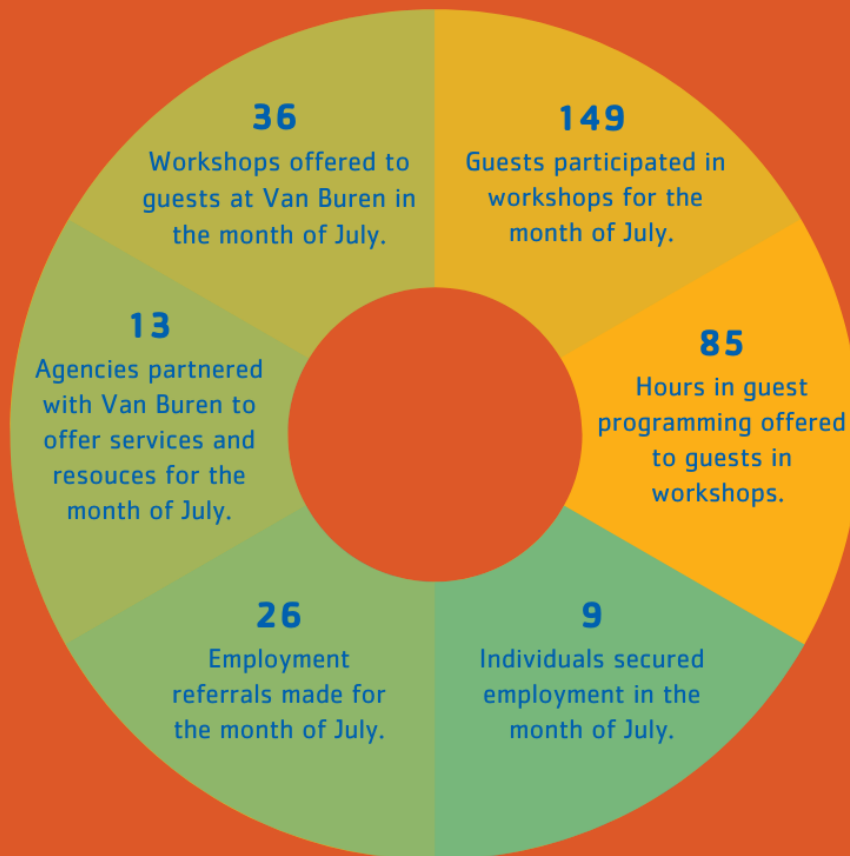 36
Workshops offered to
guests at Van Buren in
the month of July.
149
Guests participated in
workshops for the
month of July.
13
Agencies partnered
with Van Buren to
offer services and
resouces for the
month of July.
85
Hours in guest
programming offered
to guests in
workshops.
26
Employment
referrals made for
the month of July.
9
Individuals secured
employment in the
month of July.